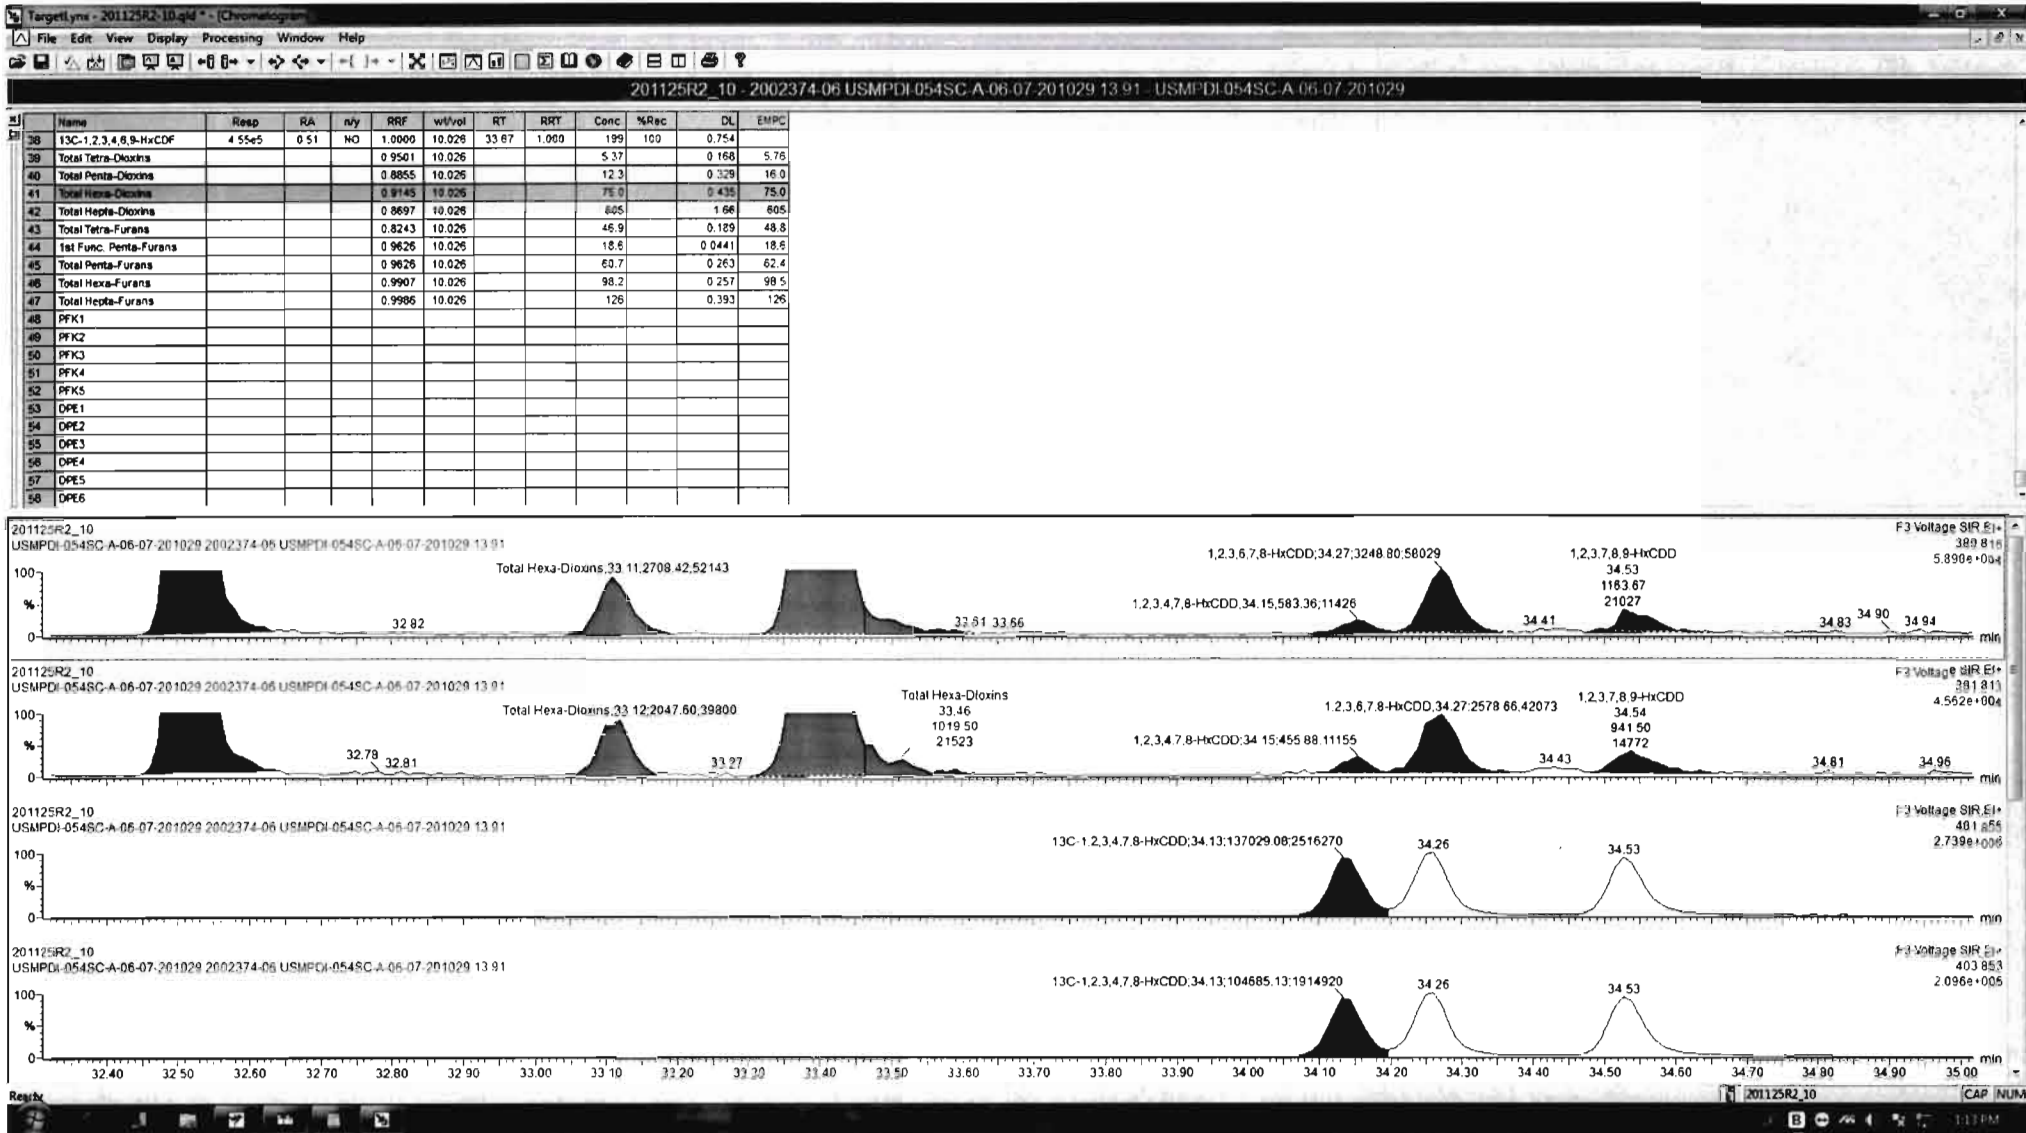 TargetLynx - 201125R2-10.qld * - [Chromatogram]
File Edit View Display Processing Window Help
201125R2_10 - 2002374-06 USMPDI-054SC-A-06-07-201029 13.91 - USMPDI-054SC-A-06-07-201029
Name Resp RA n/y RRF wt/vol RT RRT Conc %Rec DL EMPC
38 13C-1,2,3,4,6,9-HxCDF 4.55e5 0.51 NO 1.0000 10.026 33.67 1.000 199 100 0.754
39 Total Tetra-Dioxins 0.9501 10.026 5.37 0.168 5.76
40 Total Penta-Dioxins 0.8855 10.026 12.3 0.329 16.0
41 Total Hexa-Dioxins 0.9145 10.026 75.0 0.435 75.0
42 Total Hepta-Dioxins 0.8697 10.026 605 1.66 605
43 Total Tetra-Furans 0.8243 10.026 46.9 0.189 48.8
44 1st Func. Penta-Furans 0.9626 10.026 18.6 0.0441 18.6
45 Total Penta-Furans 0.9626 10.026 60.7 0.263 62.4
46 Total Hexa-Furans 0.9907 10.026 98.2 0.257 98.5
47 Total Hepta-Furans 0.9986 10.026 126 0.393 126
48 PFK1
49 PFK2
50 PFK3
51 PFK4
52 PFK5
53 DPE1
54 DPE2
55 DPE3
56 DPE4
57 DPE5
58 DPE6
201125R2_10 F3 Voltage SIR,EI+
USMPDI-054SC-A-06-07-201029 2002374-06 USMPDI-054SC-A-06-07-201029 13.91 389.816
5.898e+004
100
%
0
Total Hexa-Dioxins;33.11;2708.42;52143
1,2,3,6,7,8-HxCDD;34.27;3248.80;58029
1,2,3,7,8,9-HxCDD
34.53
1163.67
21027
1,2,3,4,7,8-HxCDD;34.15;583.36;11426
32.82 33.61 33.66 34.41 34.83 34.90 34.94
min
201125R2_10 F3 Voltage SIR,EI+
USMPDI-054SC-A-06-07-201029 2002374-06 USMPDI-054SC-A-06-07-201029 13.91 391.813
4.562e+004
100
%
0
Total Hexa-Dioxins;33.12;2047.60;39800
Total Hexa-Dioxins
33.46
1019.50
21523
1,2,3,6,7,8-HxCDD;34.27;2578.66;42073
1,2,3,7,8,9-HxCDD
34.54
941.50
14772
1,2,3,4,7,8-HxCDD;34.15;455.88;11155
32.78 32.81 33.27 34.43 34.81 34.96
min
201125R2_10 F3 Voltage SIR,EI+
USMPDI-054SC-A-06-07-201029 2002374-06 USMPDI-054SC-A-06-07-201029 13.91 401.856
2.739e+006
100
%
0
13C-1,2,3,4,7,8-HxCDD;34.13;137029.08;2516270
34.26 34.53
min
201125R2_10 F3 Voltage SIR,EI+
USMPDI-054SC-A-06-07-201029 2002374-06 USMPDI-054SC-A-06-07-201029 13.91 403.853
100
%
0
13C-1,2,3,4,7,8-HxCDD;34.13;104685.13;1914920
34.26 34.53
min
32.40 32.50 32.60 32.70 32.80 32.90 33.00 33.10 33.20 33.30 33.40 33.50 33.60 33.70 33.80 33.90 34.00 34.10 34.20 34.30 34.40 34.50 34.60 34.70 34.80 34.90 35.00
Ready 201125R2_10 CAP NUM
1:13 PM